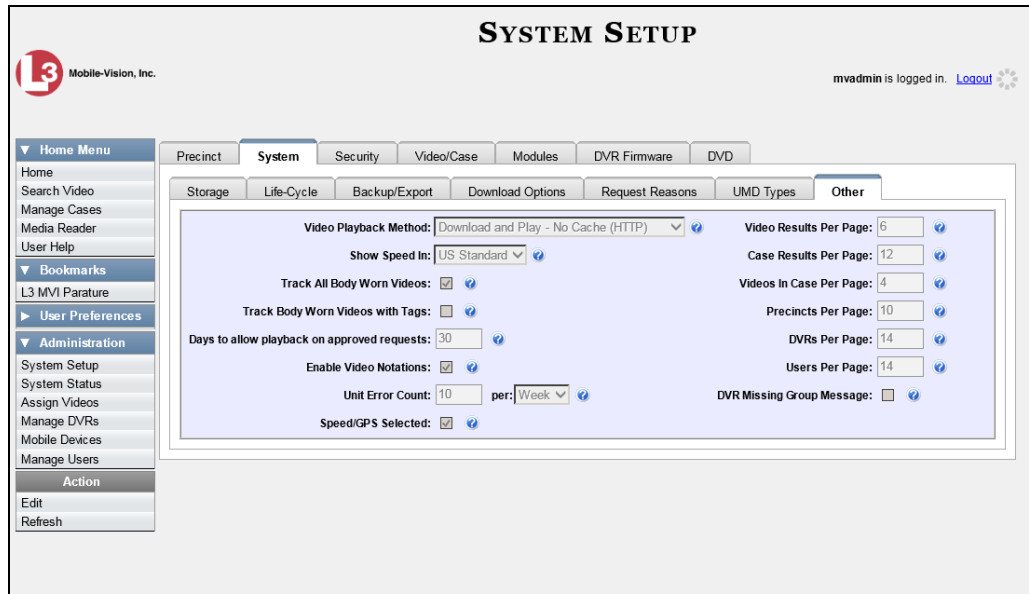 SYSTEM SETUP
L3 Mobile-Vision, Inc.
mvadmin is logged in. Logout
▼ Home Menu
Home
Search Video
Manage Cases
Media Reader
User Help
▼ Bookmarks
L3 MVI Parature
▶ User Preferences
▼ Administration
System Setup
System Status
Assign Videos
Manage DVRs
Mobile Devices
Manage Users
Action
Edit
Refresh
Precinct System Security Video/Case Modules DVR Firmware DVD
Storage Life-Cycle Backup/Export Download Options Request Reasons UMD Types Other
Video Playback Method: Download and Play - No Cache (HTTP) ?
Show Speed In: US Standard ?
Track All Body Worn Videos: ?
Track Body Worn Videos with Tags: ?
Days to allow playback on approved requests: 30 ?
Enable Video Notations: ?
Unit Error Count: 10 per: Week ?
Speed/GPS Selected: ?
Video Results Per Page: 6 ?
Case Results Per Page: 12 ?
Videos In Case Per Page: 4 ?
Precincts Per Page: 10 ?
DVRs Per Page: 14 ?
Users Per Page: 14 ?
DVR Missing Group Message: ?